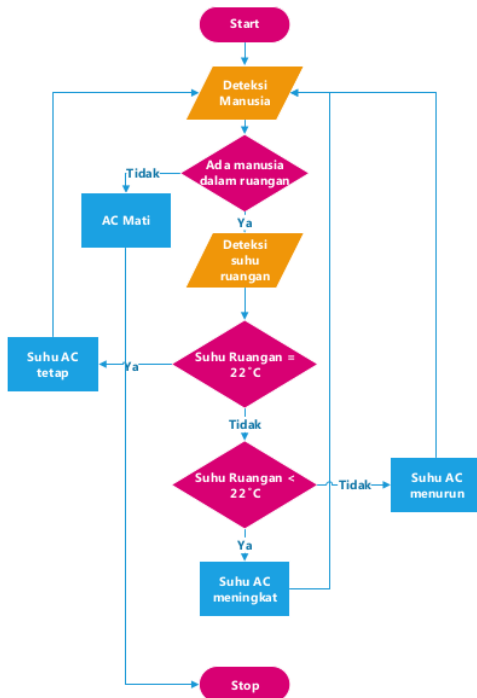 Start
Deteksi
Manusia
Ada manusia
dalam ruangan
Tidak
AC Mati
Ya
Deteksi
suhu
ruangan
Suhu Ruangan =
22°C
Ya
Suhu AC
tetap
Tidak
Suhu Ruangan <
22°C
Tidak
Suhu AC
menurun
Ya
Suhu AC
meningkat
Stop